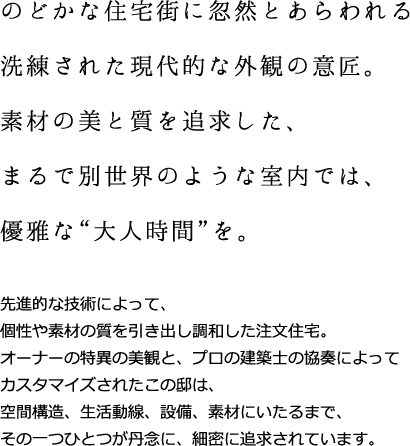 のどかな住宅街に忽然とあらわれる
洗練された現代的な外観の意匠。
素材の美と質を追求した、
まるで別世界のような室内では、
優雅な“大人時間”を。
先進的な技術によって、
個性や素材の質を引き出し調和した注文住宅。
オーナーの特異の美観と、プロの建築士の協奏によって
カスタマイズされたこの邸は、
空間構造、生活動線、設備、素材にいたるまで、
その一つひとつが丹念に、細密に追求されています。